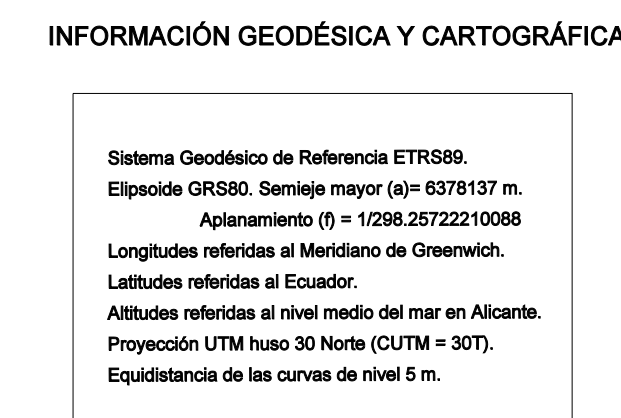 INFORMACIÓN GEODÉSICA Y CARTOGRÁFICA
Sistema Geodésico de Referencia ETRS89.
Elipsoide GRS80. Semieje mayor (a)= 6378137 m.
Aplanamiento (f) = 1/298.25722210088
Longitudes referidas al Meridiano de Greenwich.
Latitudes referidas al Ecuador.
Altitudes referidas al nivel medio del mar en Alicante.
Proyección UTM huso 30 Norte (CUTM = 30T).
Equidistancia de las curvas de nivel 5 m.